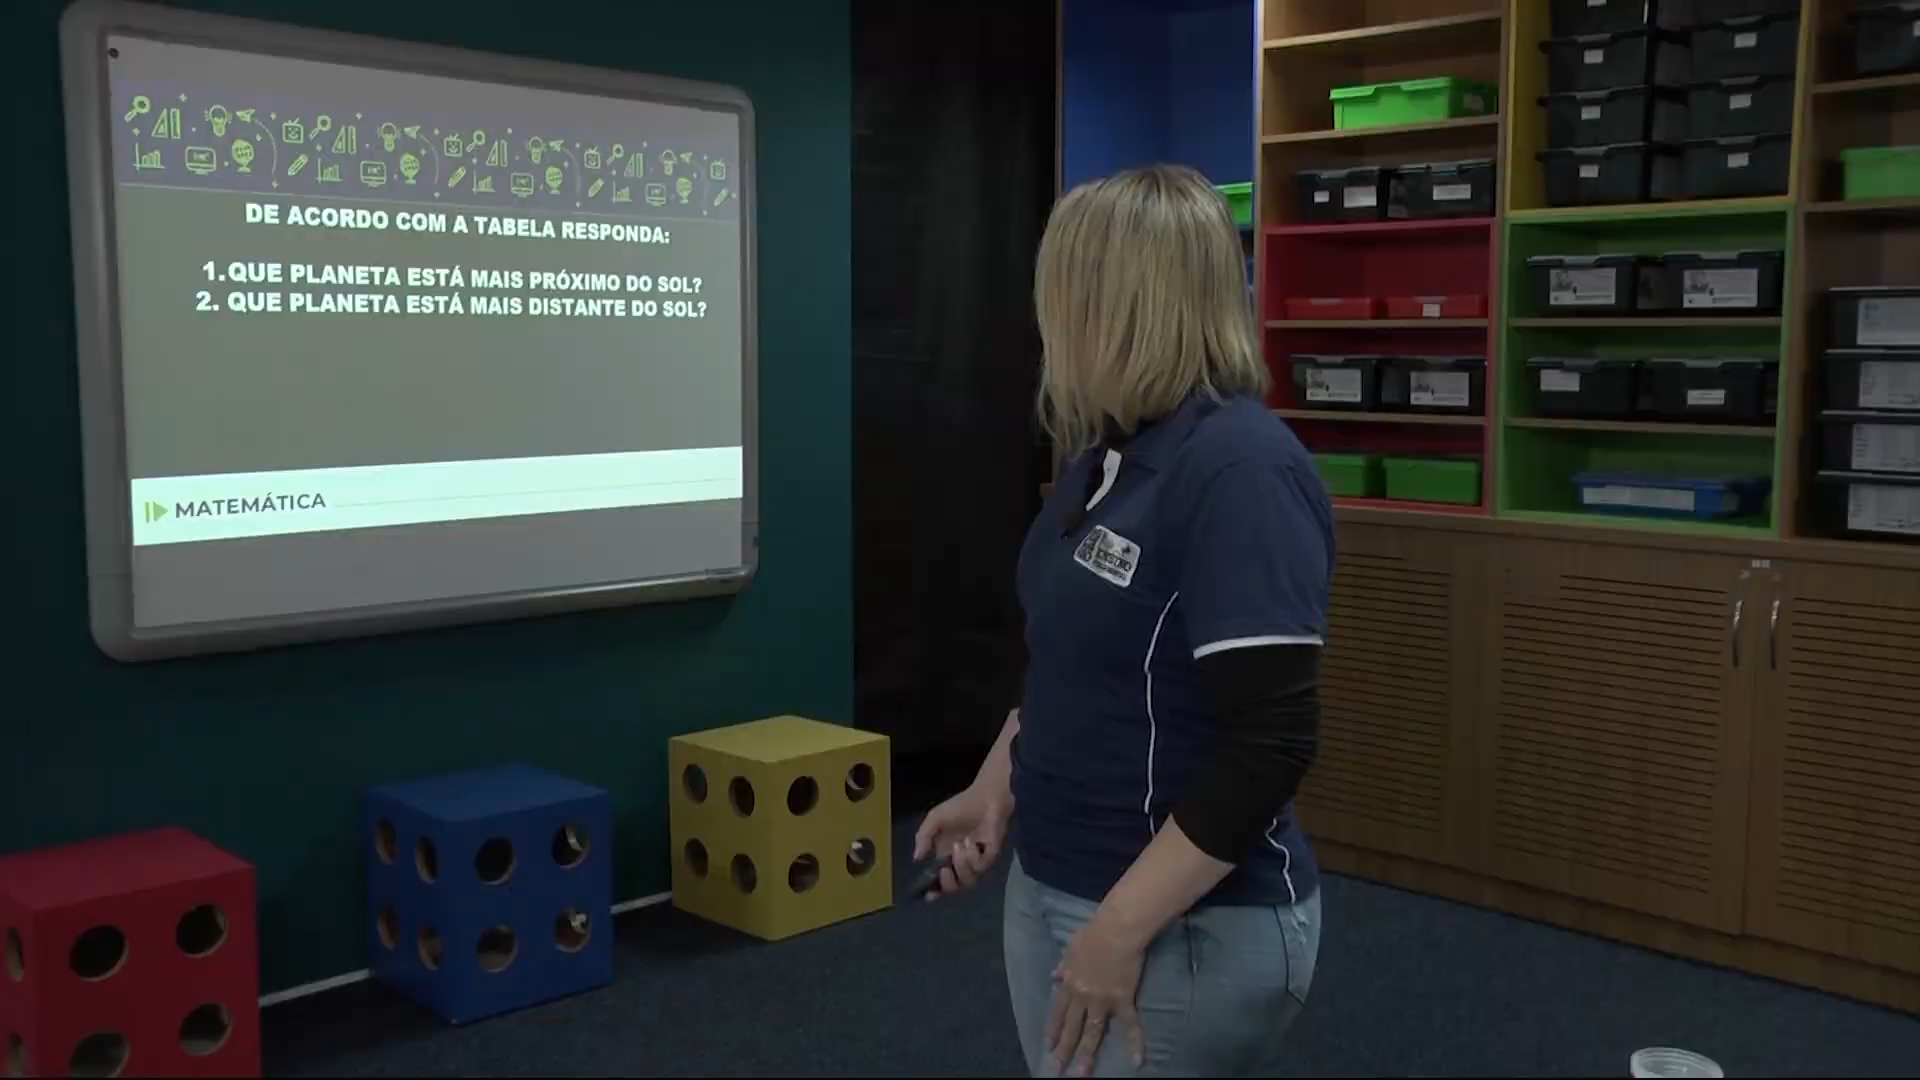 DE ACORDO COM A TABELA RESPONDA:
1.QUE PLANETA ESTÁ MAIS PRÓXIMO DO SOL?
2. QUE PLANETA ESTÁ MAIS DISTANTE DO SOL?
MATEMÁTICA